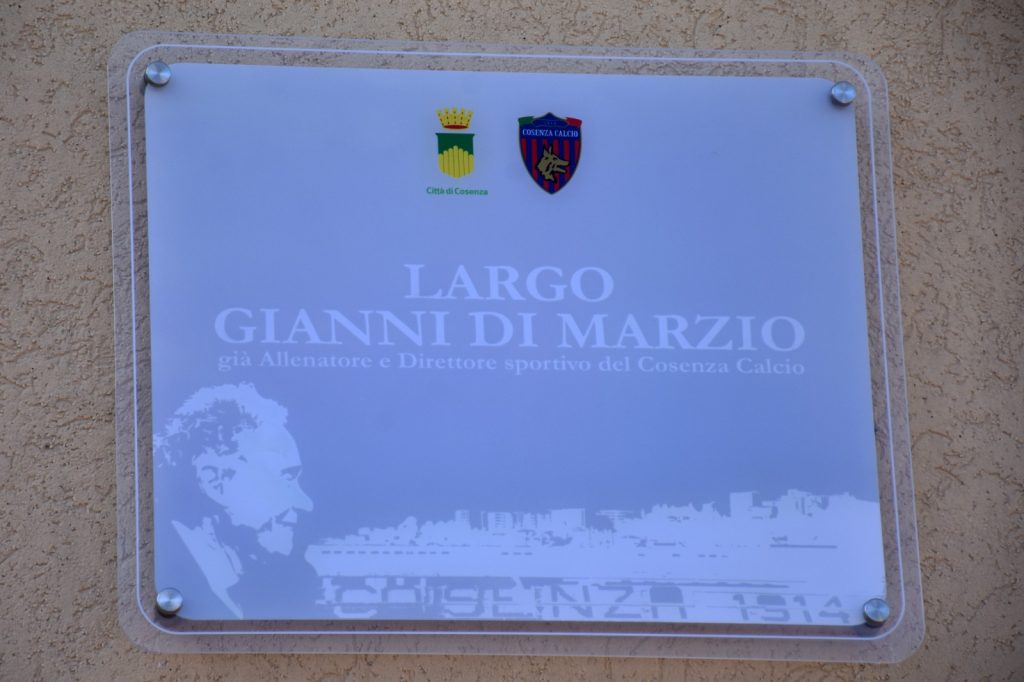 Città di Cosenza
COSENZA CALCIO
LARGO
GIANNI DI MARZIO
già Allenatore e Direttore sportivo del Cosenza Calcio
COSENZA 1914